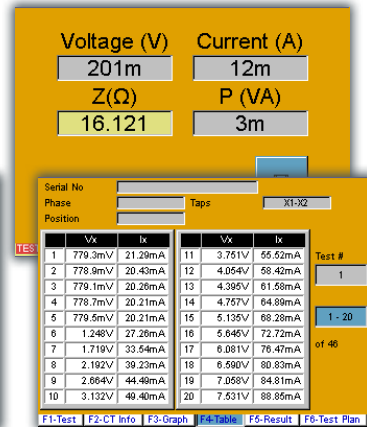 Voltage (V) Current (A)
201m 12m
Z(Ω) P (VA)
16.121 3m
TES
Serial No
Phase Taps X1-X2
Position
Vx Ix Vx Ix
1 779.3mV 21.29mA 11 3.751V 55.52mA Test #
2 778.9mV 20.43mA 12 4.054V 58.42mA 1
3 779.1mV 20.26mA 13 4.395V 61.58mA
4 778.7mV 20.21mA 14 4.757V 64.89mA
5 779.5mV 20.21mA 15 5.135V 68.28mA 1 - 20
6 1.248V 27.26mA 16 5.645V 72.72mA
7 1.719V 33.54mA 17 6.081V 76.47mA of 46
8 2.192V 39.23mA 18 6.590V 80.83mA
9 2.664V 44.49mA 19 7.058V 84.81mA
10 3.132V 49.40mA 20 7.531V 88.85mA
F1-Test F2-CT Info F3-Graph F4-Table F5-Result F6-Test Plan